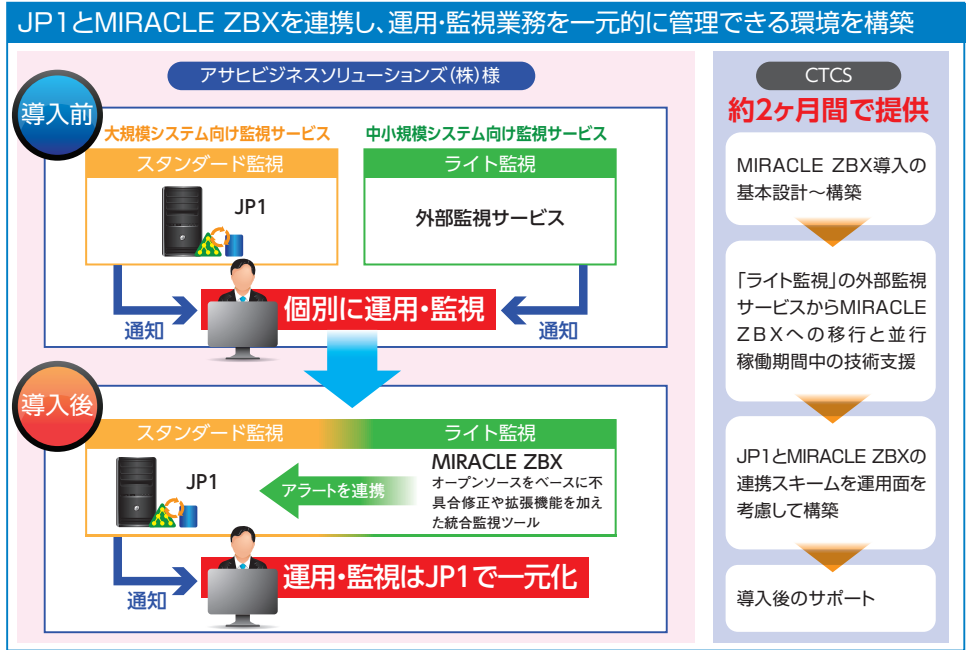 JP1とMIRACLE ZBXを連携し、運用・監視業務を一元的に管理できる環境を構築
アサヒビジネスソリューションズ(株)様
導入前
大規模システム向け監視サービス
スタンダード監視
JP1
中小規模システム向け監視サービス
ライト監視
外部監視サービス
通知
個別に運用・監視
通知
導入後
スタンダード監視
ライト監視
JP1
アラートを連携
MIRACLE ZBX
オープンソースをベースに不
具合修正や拡張機能を加え
た統合監視ツール
通知
運用・監視はJP1で一元化
CTCS
約2ヶ月間で提供
MIRACLE ZBX導入の
基本設計〜構築
「ライト監視」の外部監視
サービスからMIRACLE
ZBXへの移行と並行
稼働期間中の技術支援
JP1とMIRACLE ZBXの
連携スキームを運用面を
考慮して構築
導入後のサポート